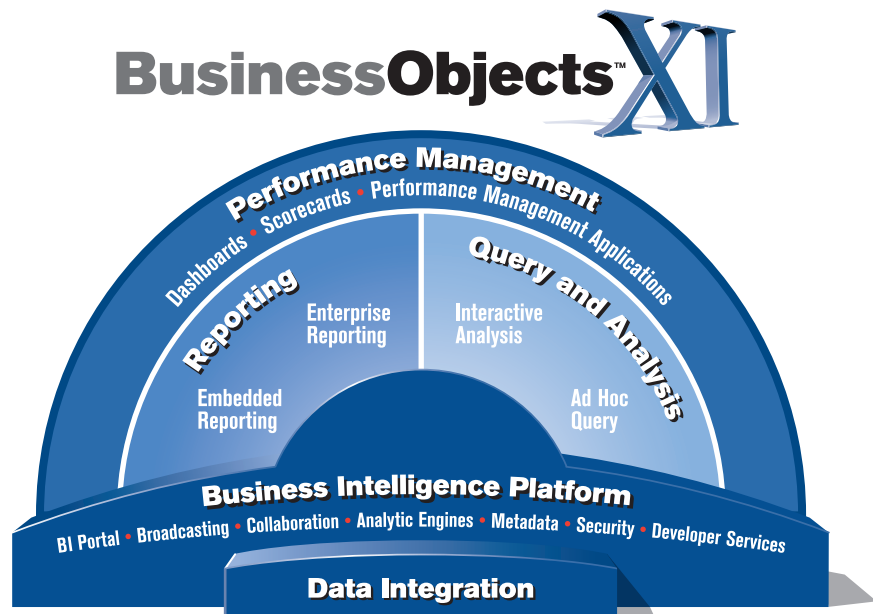 BusinessObjects™ XI
Performance Management
Dashboards • Scorecards • Performance Management Applications
Reporting
Enterprise
Reporting
Embedded
Reporting
Query and Analysis
Interactive
Analysis
Ad Hoc
Query
Business Intelligence Platform
BI Portal • Broadcasting • Collaboration • Analytic Engines • Metadata • Security • Developer Services
Data Integration